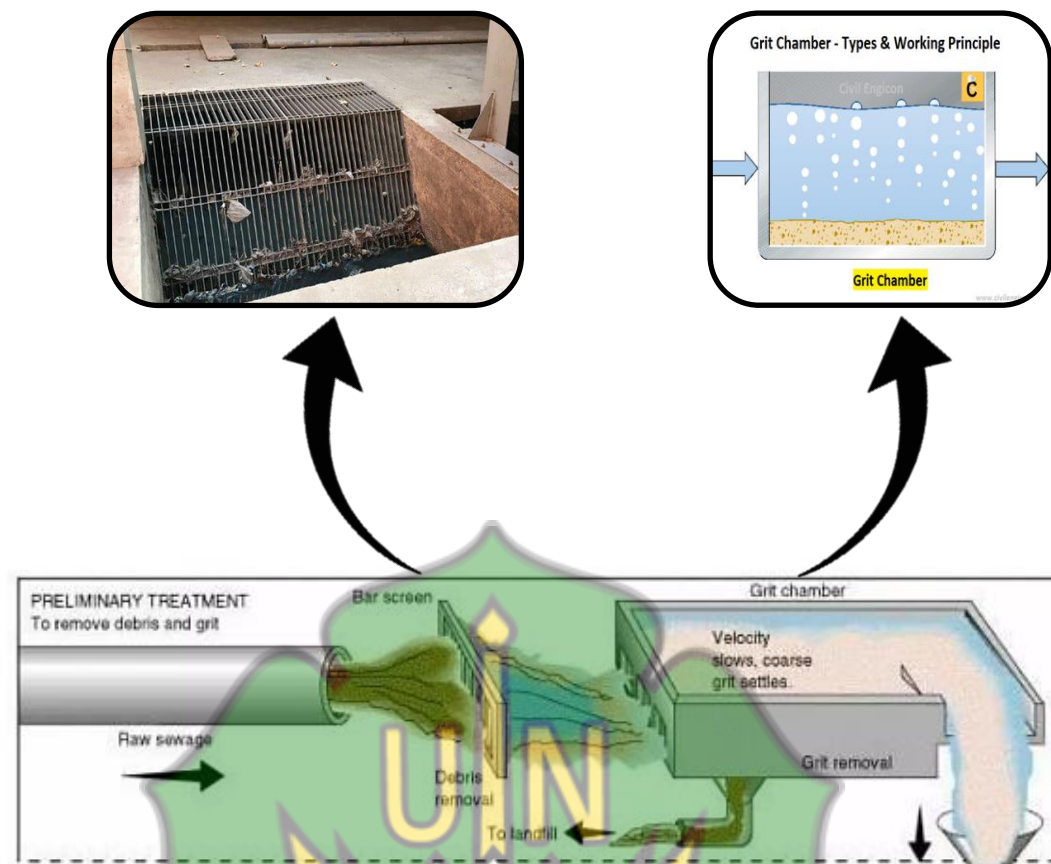 Grit Chamber - Types & Working Principle
Civil Engicon
C
Grit Chamber
PRELIMINARY TREATMENT
To remove debris and grit
Bar screen
Grit chamber
Velocity
slows, coarse
grit settles.
Raw sewage
Debris
removal
Grit removal
To landfill
UIN